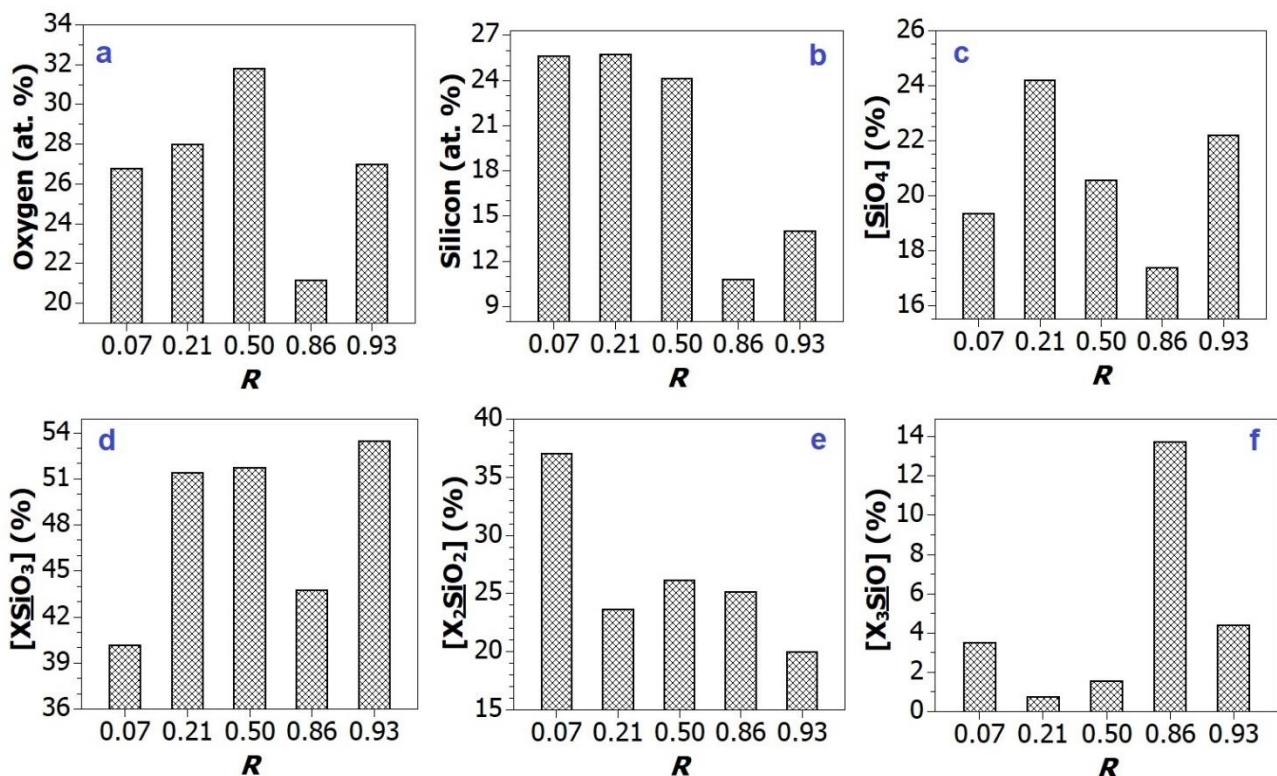 a
Oxygen (at. %)
34
32
30
28
26
24
22
20
0.07 0.21 0.50 0.86 0.93
R
b
Silicon (at. %)
27
24
21
18
15
12
9
0.07 0.21 0.50 0.86 0.93
R
c
[SiO₄] (%)
26
24
22
20
18
16
0.07 0.21 0.50 0.86 0.93
R
d
[XSiO₃] (%)
54
51
48
45
42
39
36
0.07 0.21 0.50 0.86 0.93
R
e
[X₂SiO₂] (%)
40
35
30
25
20
15
0.07 0.21 0.50 0.86 0.93
R
f
[X₃SiO] (%)
14
12
10
8
6
4
2
0
0.07 0.21 0.50 0.86 0.93
R